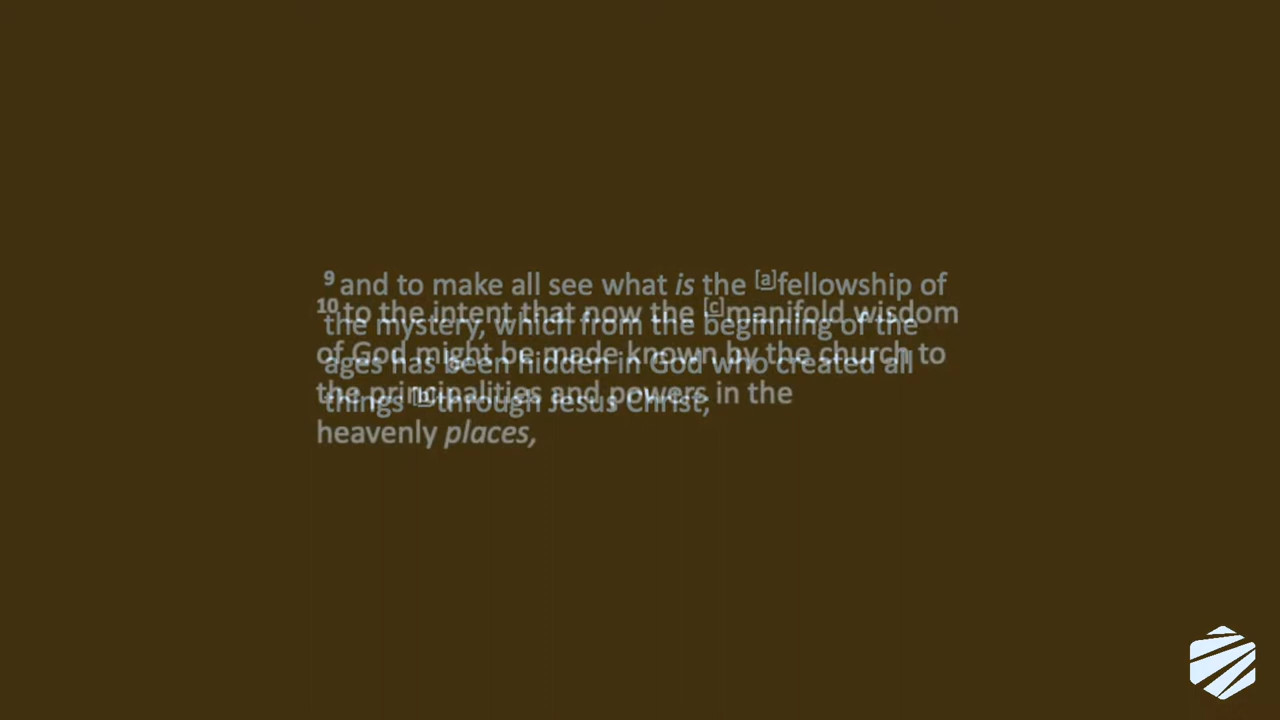 9 and to make all see what is the [a]fellowship of
the mystery, which from the beginning of the
ages has been hidden in God who created all
things [b]through Jesus Christ;
10 to the intent that now the [c]manifold wisdom
of God might be made known by the church to
the principalities and powers in the
heavenly places,